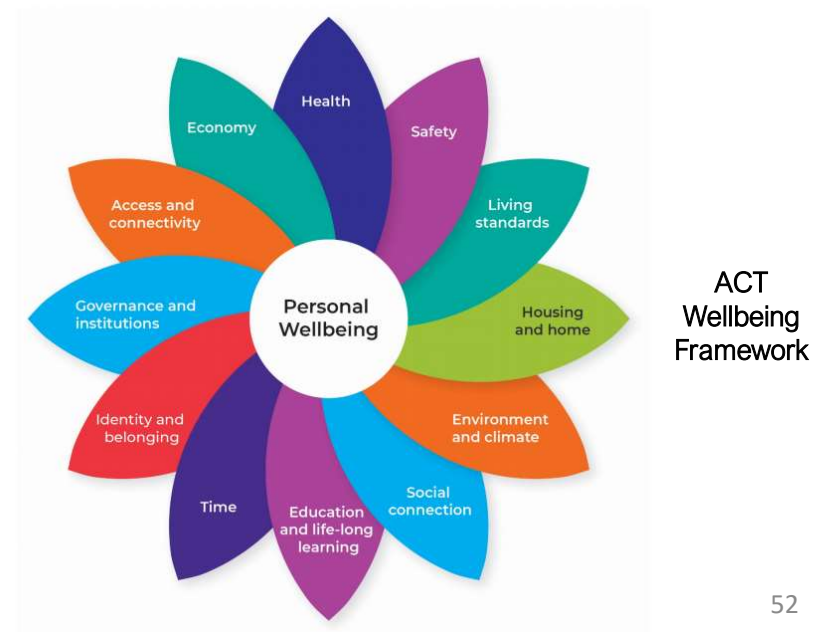 Health
Safety
Living
standards
Housing
and home
Environment
and climate
Social
connection
Education
and life-long
learning
Time
Identity and
belonging
Governance and
institutions
Access and
connectivity
Economy
Personal
Wellbeing
ACT
Wellbeing
Framework
52